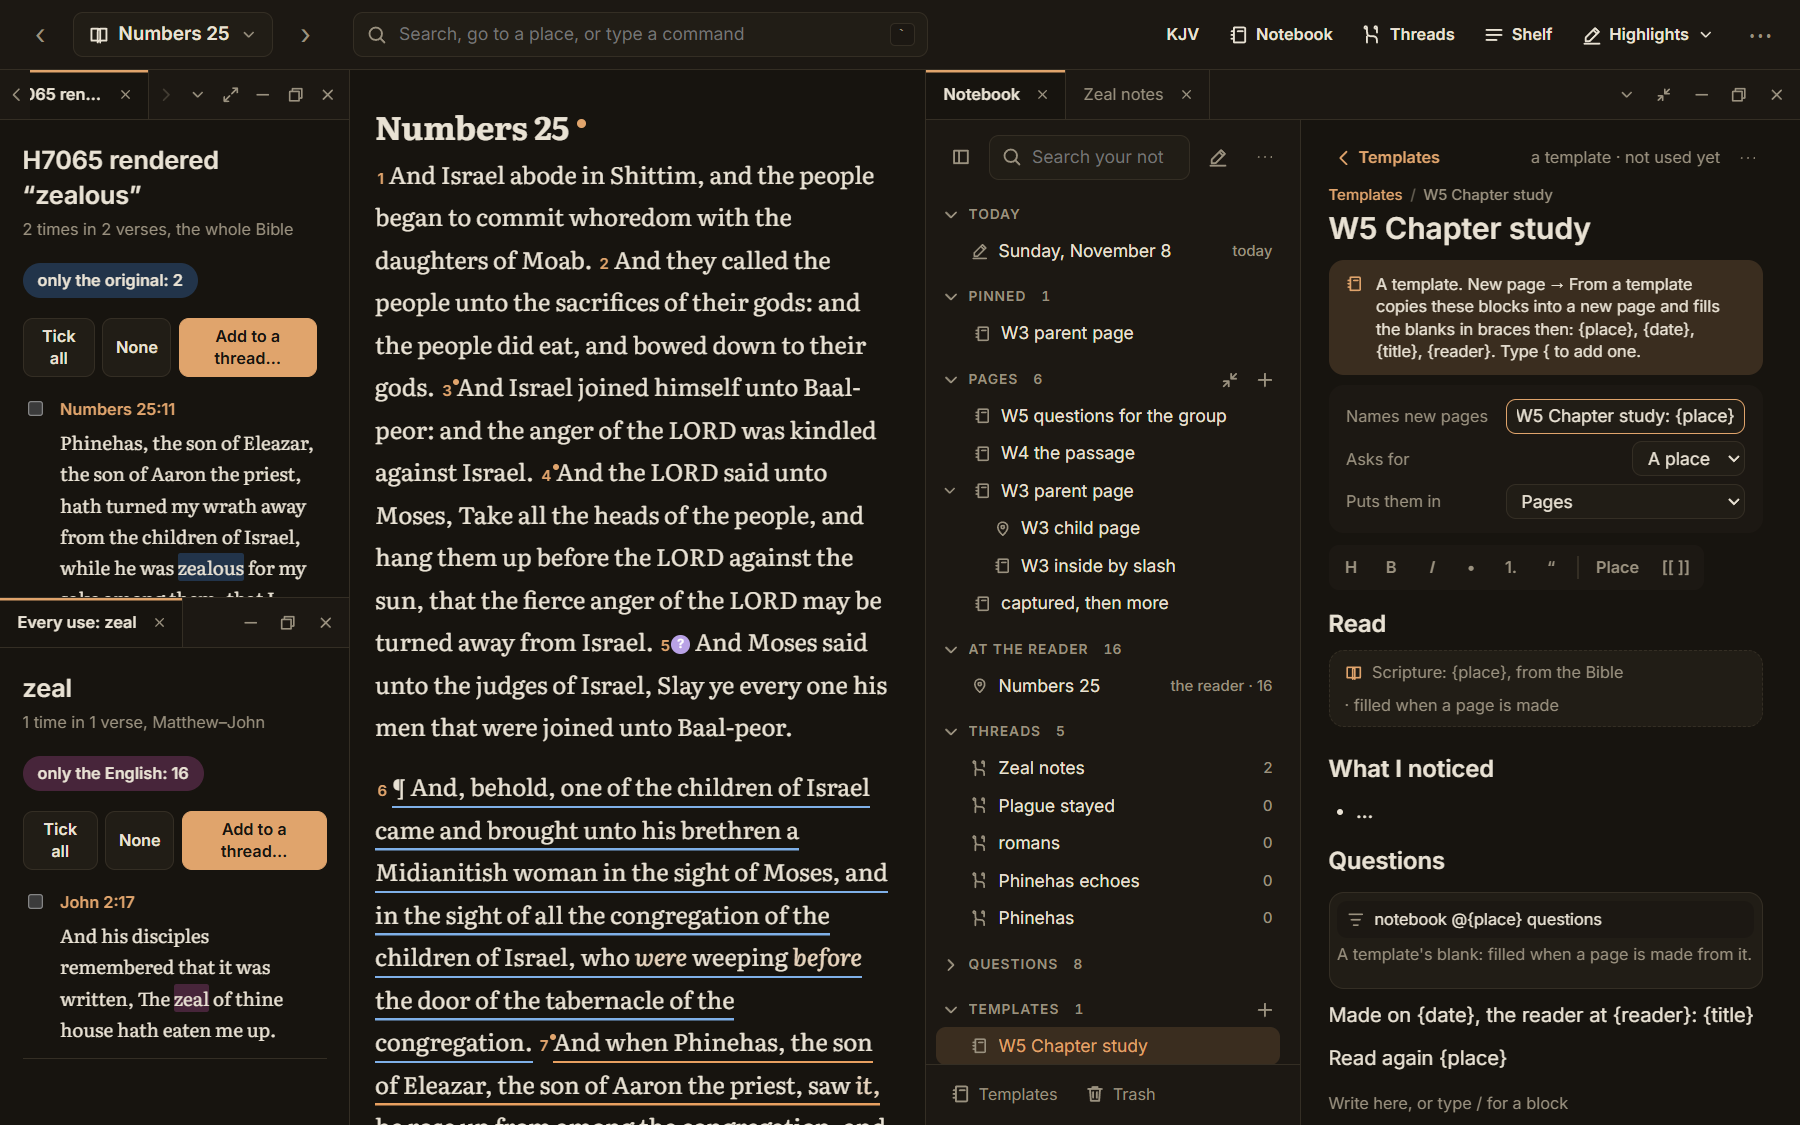 Numbers 25
Search, go to a place, or type a command
`
KJV
Notebook
Threads
Shelf
Highlights
...
065 ren...
H7065 rendered
“zealous”
2 times in 2 verses, the whole Bible
only the original: 2
Tick
all
None
Add to a
thread...
Numbers 25:11
Phinehas, the son of Eleazar,
the son of Aaron the priest,
hath turned my wrath away
from the children of Israel,
while he was zealous for my
Every use: zeal
zeal
1 time in 1 verse, Matthew–John
only the English: 16
Tick
all
None
Add to a
thread...
John 2:17
And his disciples
remembered that it was
written, The zeal of thine
house hath eaten me up.
Numbers 25
1 And Israel abode in Shittim, and the people
began to commit whoredom with the
daughters of Moab. 2 And they called the
people unto the sacrifices of their gods: and
the people did eat, and bowed down to their
gods. 3 And Israel joined himself unto Baal-
peor: and the anger of the LORD was kindled
against Israel. 4 And the LORD said unto
Moses, Take all the heads of the people, and
hang them up before the LORD against the
sun, that the fierce anger of the LORD may be
turned away from Israel. 5 ? And Moses said
unto the judges of Israel, Slay ye every one his
men that were joined unto Baal-peor.
6 ¶ And, behold, one of the children of Israel
came and brought unto his brethren a
Midianitish woman in the sight of Moses, and
in the sight of all the congregation of the
children of Israel, who were weeping before
the door of the tabernacle of the
congregation. 7 And when Phinehas, the son
of Eleazar, the son of Aaron the priest, saw it,
he rose up from among the congregation, and
Notebook
Zeal notes
Search your not
...
TODAY
Sunday, November 8 today
PINNED 1
W3 parent page
PAGES 6
W5 questions for the group
W4 the passage
W3 parent page
W3 child page
W3 inside by slash
captured, then more
AT THE READER 16
Numbers 25 the reader · 16
THREADS 5
Zeal notes 2
Plague stayed 0
romans 0
Phinehas echoes 0
Phinehas 0
QUESTIONS 8
TEMPLATES 1
W5 Chapter study
Templates
Trash
Templates
a template · not used yet
...
Templates / W5 Chapter study
W5 Chapter study
A template. New page → From a template
copies these blocks into a new page and fills
the blanks in braces then: {place}, {date},
{title}, {reader}. Type { to add one.
Names new pages W5 Chapter study: {place}
Asks for A place
Puts them in Pages
H B I • 1. “ Place [[ ]]
Read
Scripture: {place}, from the Bible
· filled when a page is made
What I noticed
• ...
Questions
notebook @{place} questions
A template's blank: filled when a page is made from it.
Made on {date}, the reader at {reader}: {title}
Read again {place}
Write here, or type / for a block